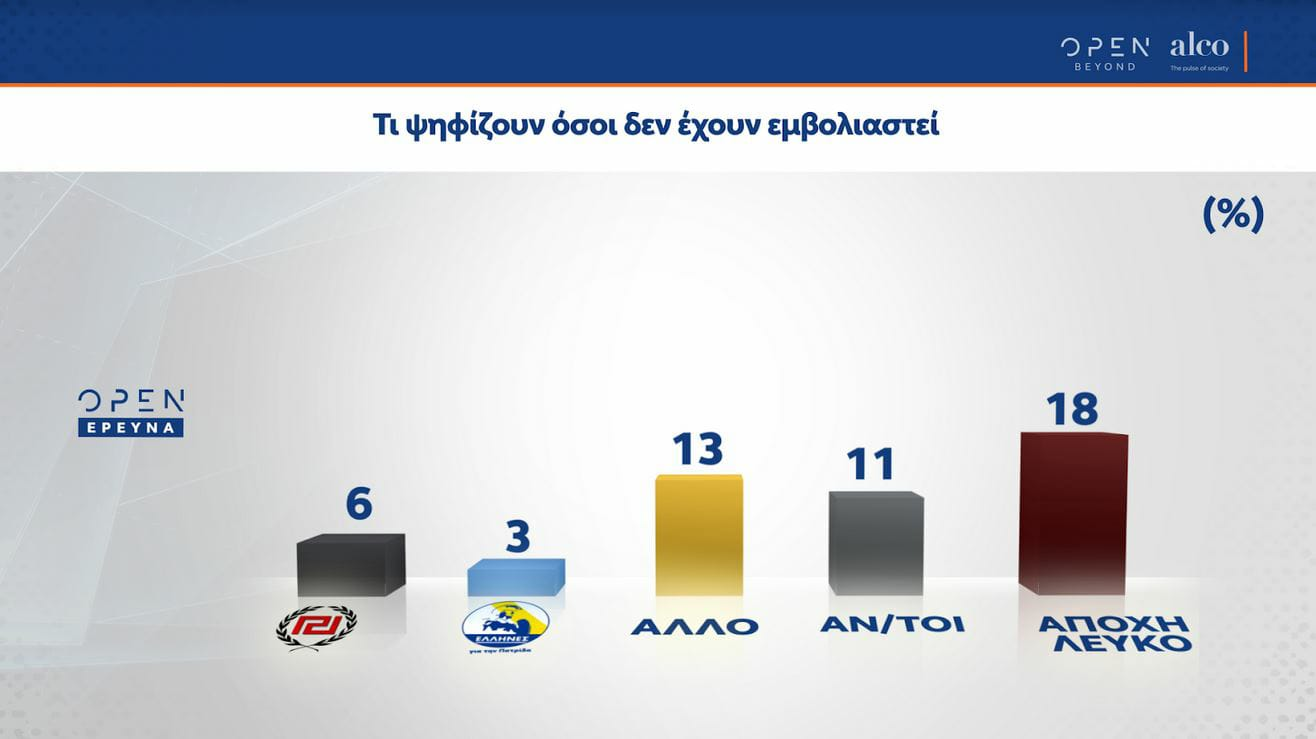 OPEN
BEYOND
alco
The pulse of society
Τι ψηφίζουν όσοι δεν έχουν εμβολιαστεί
(%)
OPEN
ΕΡΕΥΝΑ
6
3
13
11
18
ΕΛΛΗΝΕΣ
για την Πατρίδα
ΑΛΛΟ
ΑΝ/ΤΟΙ
ΑΠΟΧΗ
ΛΕΥΚΟ